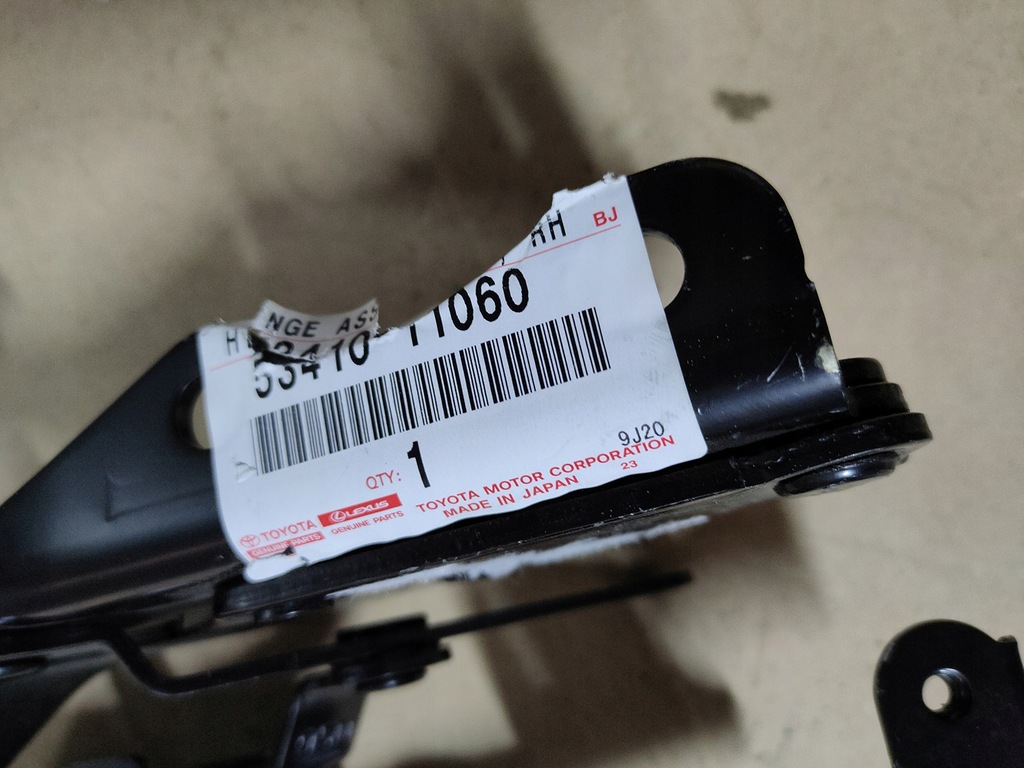 RH BJ
NGE ASS
H
53410-11060
QTY: 1
9J20
TOYOTA
GENUINE PARTS
LEXUS
GENUINE PARTS
TOYOTA MOTOR CORPORATION
MADE IN JAPAN 23